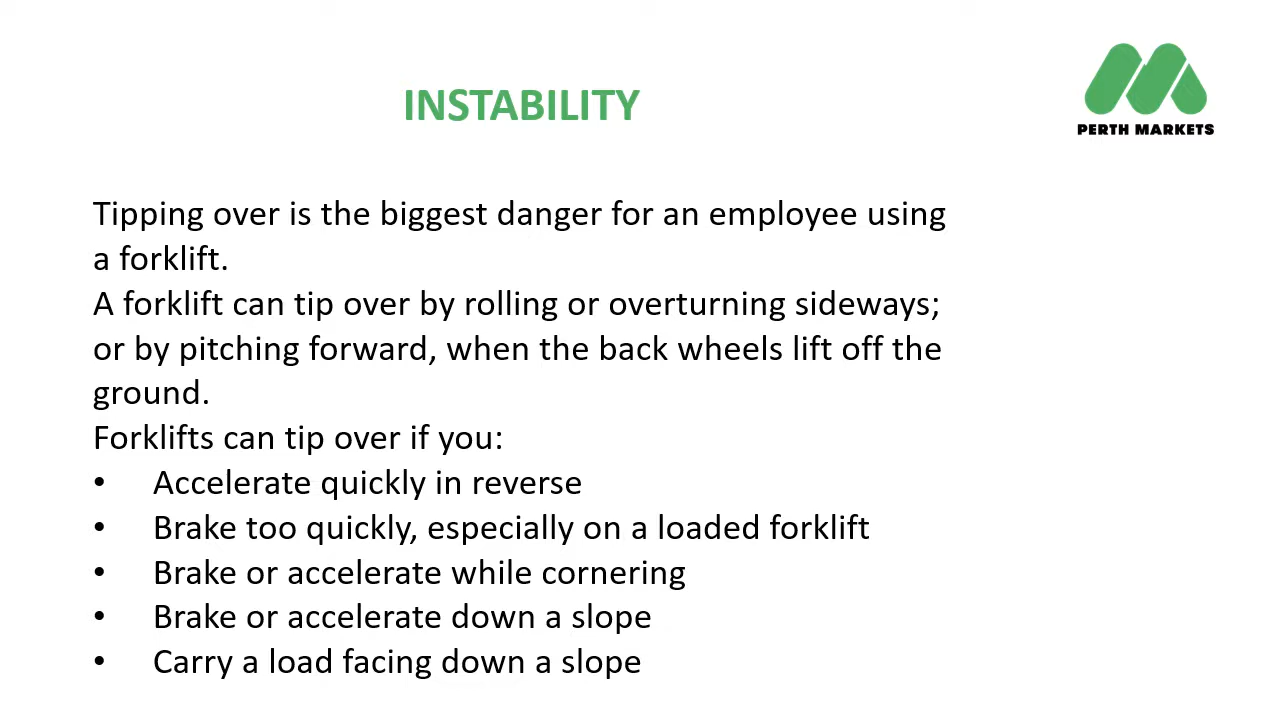 INSTABILITY
PERTH MARKETS
Tipping over is the biggest danger for an employee using
a forklift.
A forklift can tip over by rolling or overturning sideways;
or by pitching forward, when the back wheels lift off the
ground.
Forklifts can tip over if you:
• Accelerate quickly in reverse
• Brake too quickly, especially on a loaded forklift
• Brake or accelerate while cornering
• Brake or accelerate down a slope
• Carry a load facing down a slope